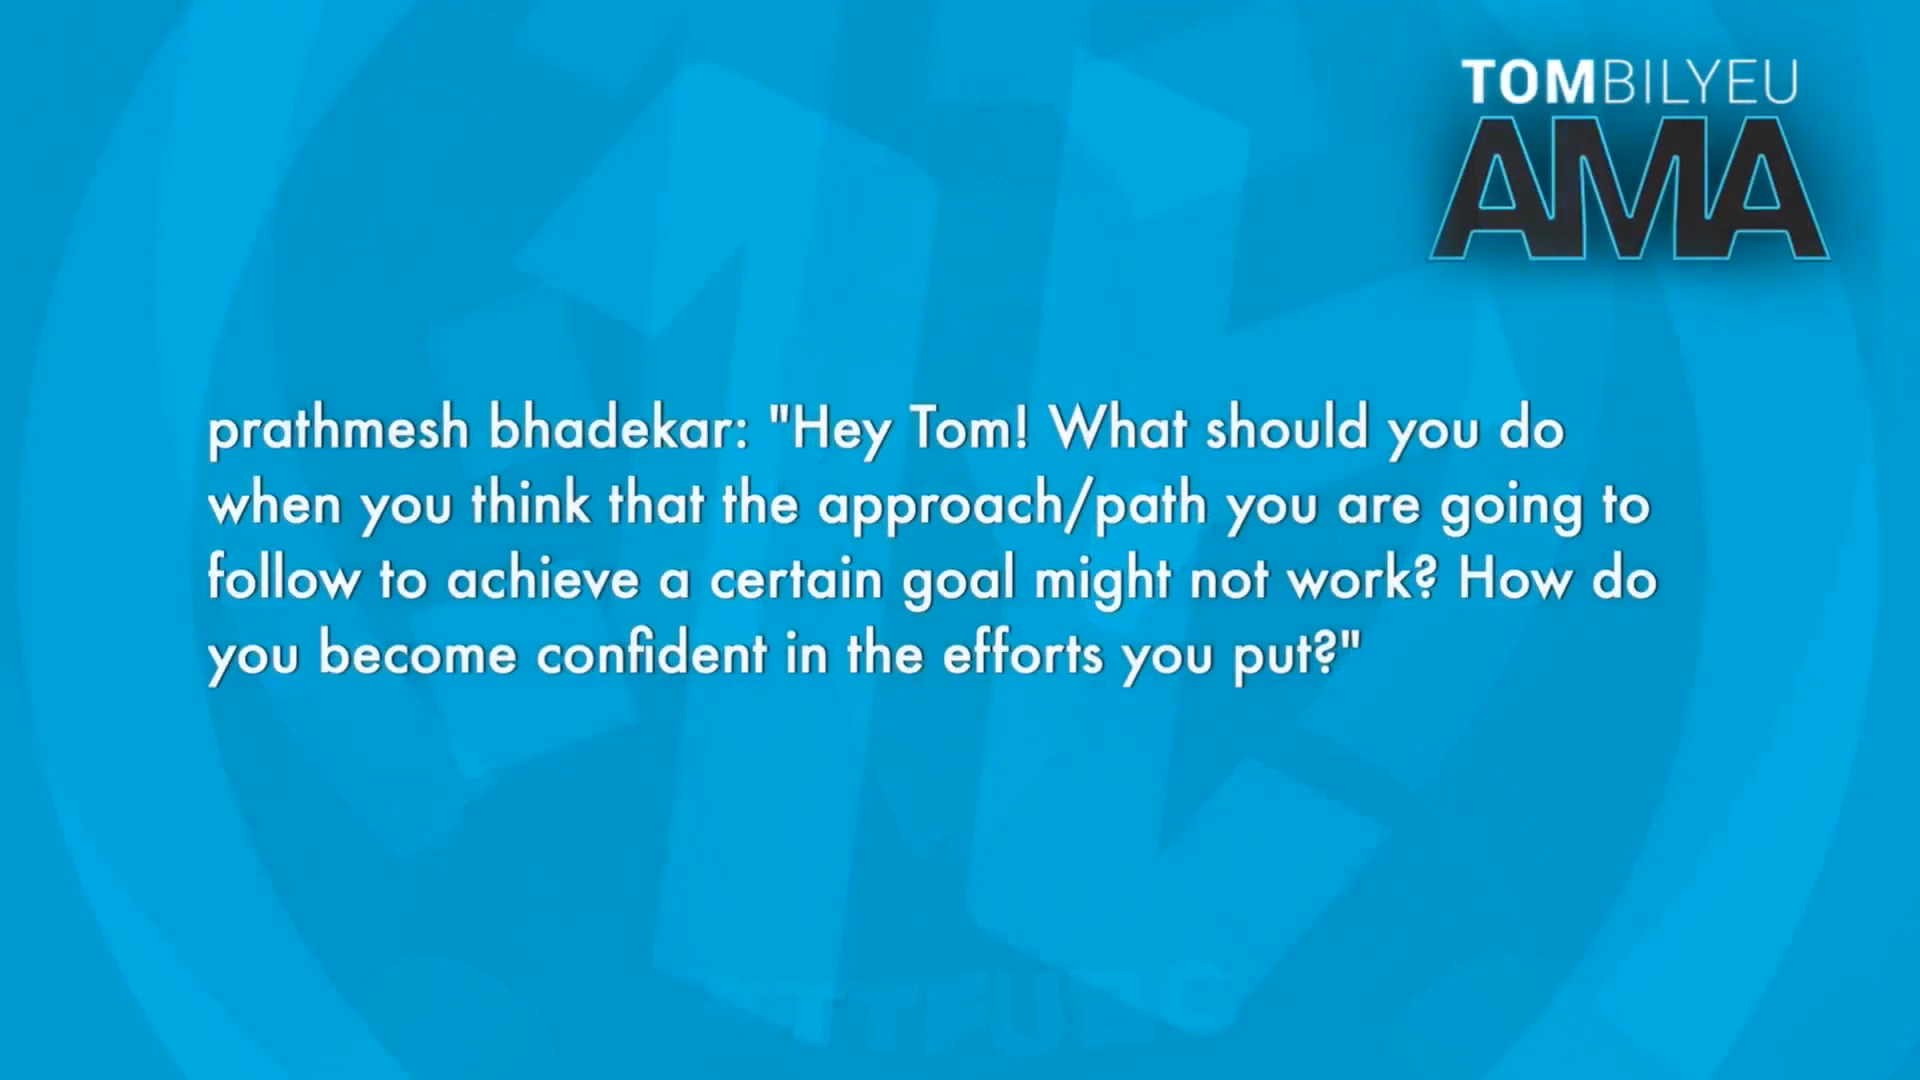 TOMBILYEU
AMA
prathmesh bhadekar: "Hey Tom! What should you do
when you think that the approach/path you are going to
follow to achieve a certain goal might not work? How do
you become confident in the efforts you put?"